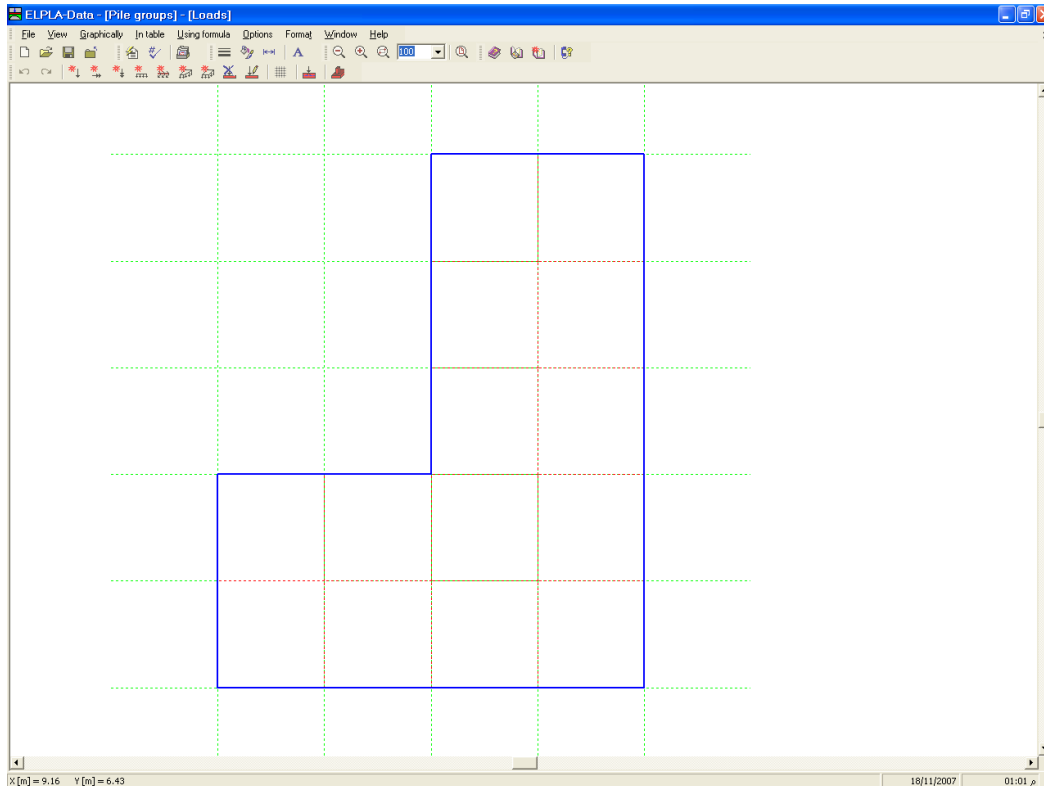 ELPLA-Data - [Pile groups] - [Loads]
File View Graphically In table Using formula Options Format Window Help
A 100
X [m] = 9.16 Y [m] = 6.43 18/11/2007 01:01 م